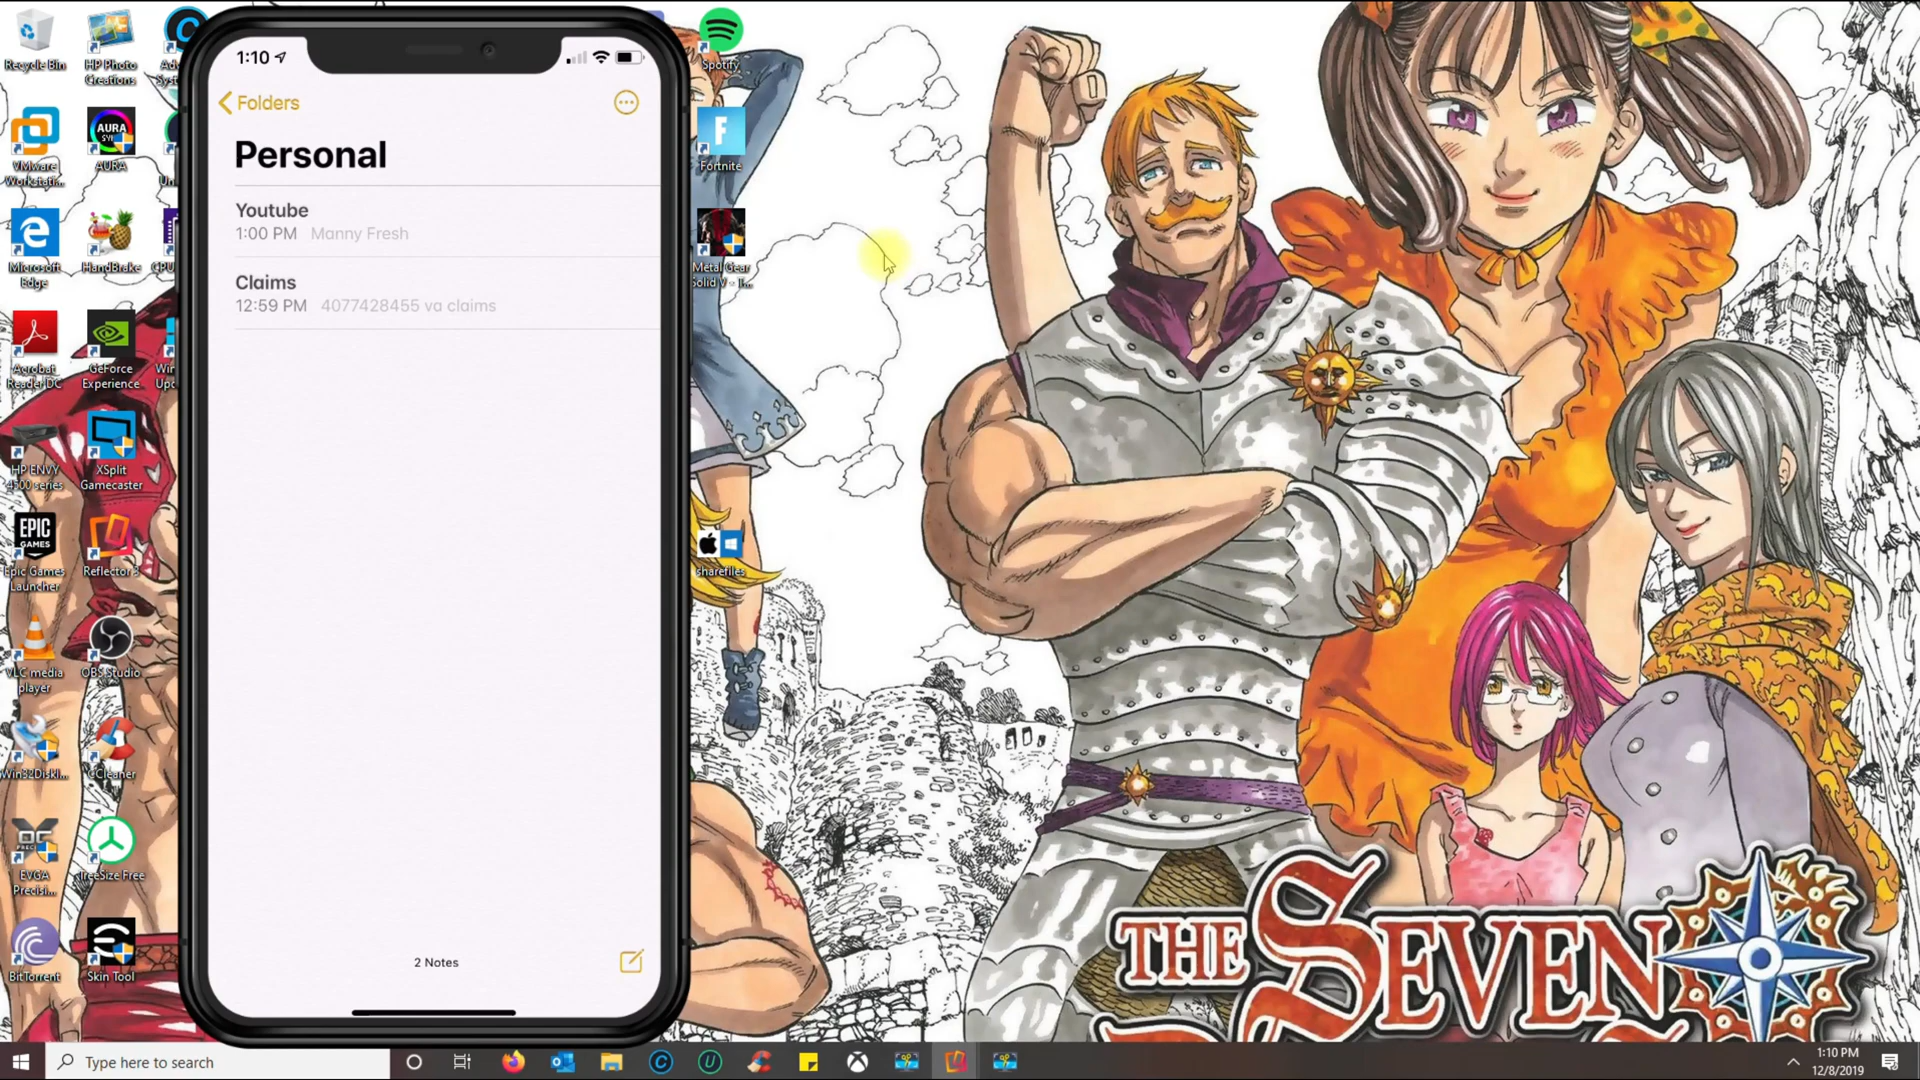 1:10
Folders
Personal
Youtube
1:00 PM Manny Fresh
Claims
12:59 PM 4077428455 va claims
2 Notes
Recycle Bin
HP Photo
Creations
VMware
Workstati...
AURA
AURA
Microsoft
Edge
HandBrake
Acrobat
Reader DC
GeForce
Experience
HP ENVY
4500 series
XSplit
Gamecaster
EPIC
GAMES
Epic Games
Launcher
Reflector 3
VLC media
player
OBS Studio
Win32Diski...
CCleaner
EVGA
Precisi...
TreeSize Free
BitTorrent
Skin Tool
Spotify
F
Fortnite
Metal Gear
Solid V - T...
sharefiles
THE SEVEN
Type here to search
1:10 PM
12/8/2019